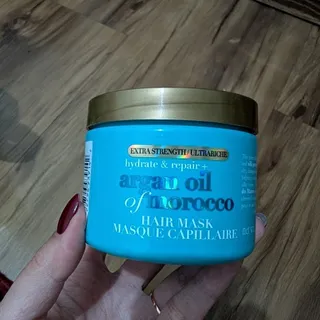 EXTRA STRENGTH / ULTRARICHE
hydrate & repair +
argan oil
of morocco
HAIR MASK
MASQUE CAPILLAIRE